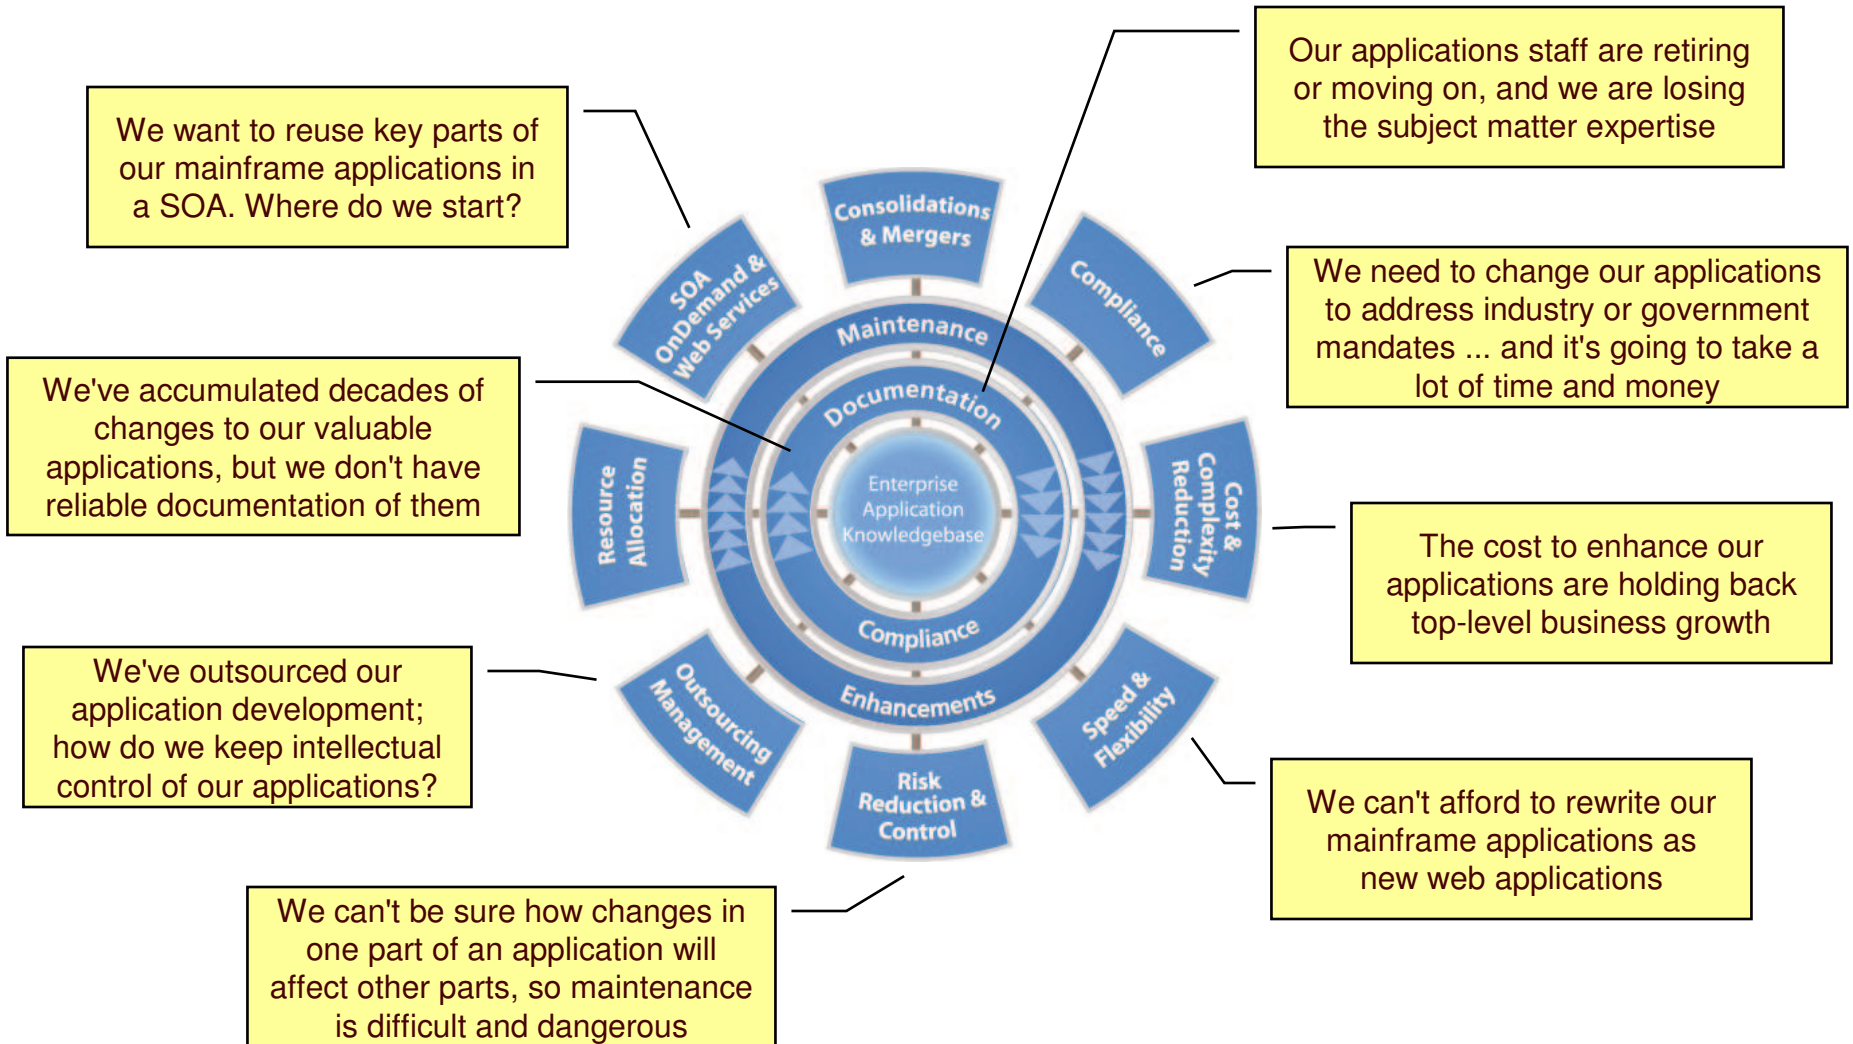 Our applications staff are retiring
or moving on, and we are losing
the subject matter expertise
We want to reuse key parts of
our mainframe applications in
a SOA. Where do we start?
Consolidations
& Mergers
SOA
OnDemand &
Web Services
Compliance
We need to change our applications
to address industry or government
mandates ... and it's going to take a
lot of time and money
Maintenance
We've accumulated decades of
changes to our valuable
applications, but we don't have
reliable documentation of them
Documentation
Resource
Allocation
Enterprise
Application
Knowledgebase
Cost &
Complexity
Reduction
The cost to enhance our
applications are holding back
top-level business growth
Compliance
Enhancements
We've outsourced our
application development;
how do we keep intellectual
control of our applications?
Outsourcing
Management
Speed &
Flexibility
Risk
Reduction &
Control
We can't afford to rewrite our
mainframe applications as
new web applications
We can't be sure how changes in
one part of an application will
affect other parts, so maintenance
is difficult and dangerous